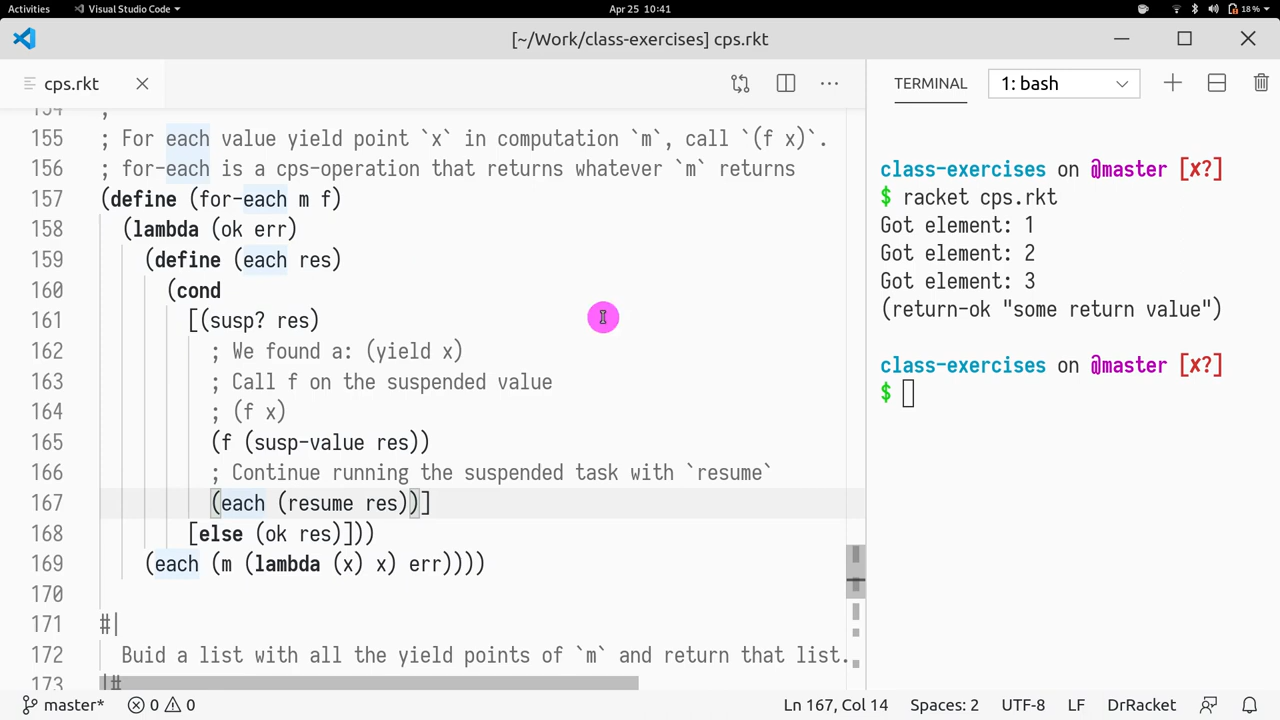 Activities Visual Studio Code Apr 25 10:41 18%
[~/Work/class-exercises] cps.rkt
cps.rkt
TERMINAL 1: bash
154 ;
155 ; For each value yield point `x` in computation `m`, call `(f x)`.
156 ; for-each is a cps-operation that returns whatever `m` returns
157 (define (for-each m f)
158 (lambda (ok err)
159 (define (each res)
160 (cond
161 [(susp? res)
162 ; We found a: (yield x)
163 ; Call f on the suspended value
164 ; (f x)
165 (f (susp-value res))
166 ; Continue running the suspended task with `resume`
167 (each (resume res))]
168 [else (ok res)]))
169 (each (m (lambda (x) x) err))))
170
171 #|
172 Buid a list with all the yield points of `m` and return that list.
173 |#
class-exercises on @master [✗?]
$ racket cps.rkt
Got element: 1
Got element: 2
Got element: 3
(return-ok "some return value")
class-exercises on @master [✗?]
$
master* 0 0 Ln 167, Col 14 Spaces: 2 UTF-8 LF DrRacket